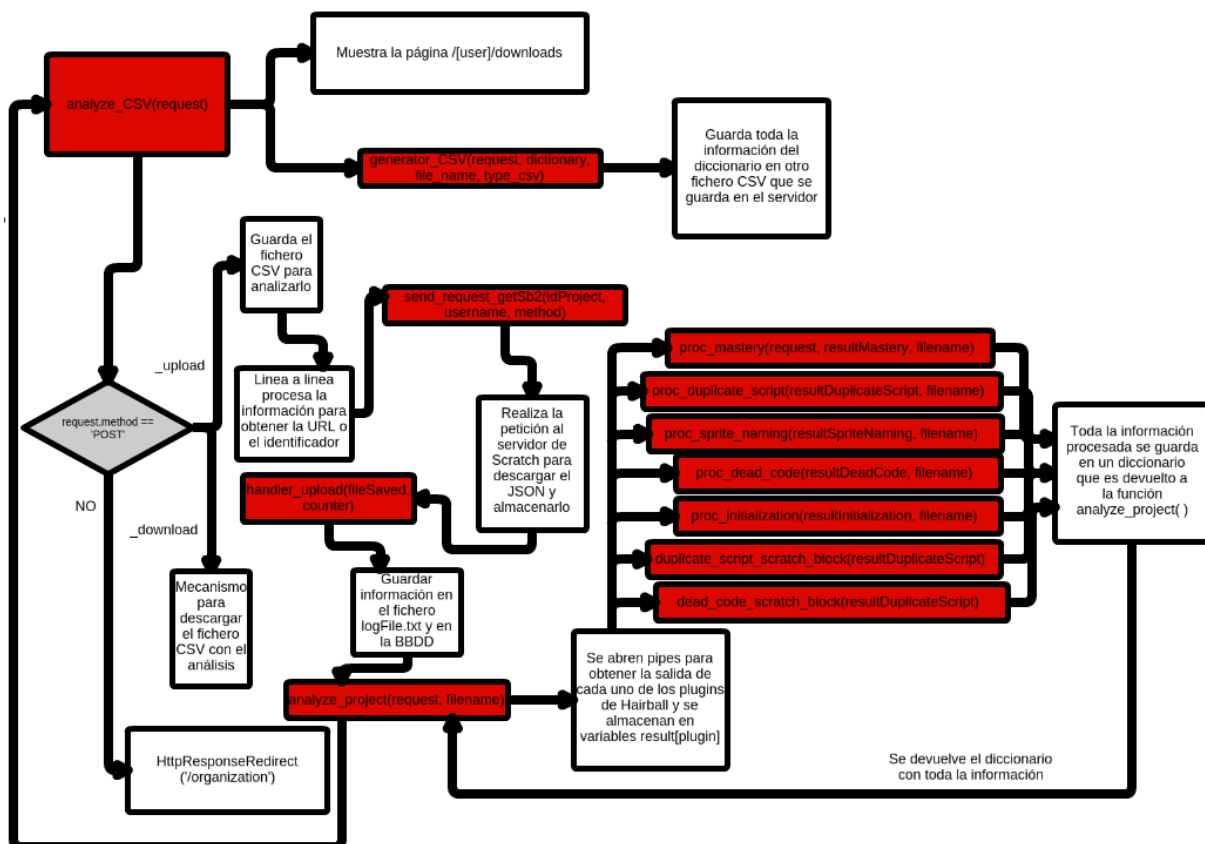 Muestra la página /[user]/downloads
analyze_CSV(request)
generator_CSV(request, dictionary,
file_name, type_csv)
Guarda toda la
información del
diccionario en otro
fichero CSV que se
guarda en el servidor
Guarda el
fichero
CSV para
analizarlo
send_request_getSb2(idProject,
username, method)
_upload
Linea a linea
procesa la
información para
obtener la URL o
el identificador
request.method ==
'POST'
NO
_download
Realiza la
petición al
servidor de
Scratch para
descargar el
JSON y
almacenarlo
handler_upload(fileSaved,
counter)
Mecanismo
para
descargar
el fichero
CSV con el
análisis
Guardar
información en
el fichero
logFile.txt y en
la BBDD
analyze_project(request, filename)
HttpResponseRedirect
('/organization')
Se abren pipes para
obtener la salida de
cada uno de los plugins
de Hairball y se
almacenan en
variables result[plugin]
proc_mastery(request, resultMastery, filename)
proc_duplicate_script(resultDuplicateScript, filename)
proc_sprite_naming(resultSpriteNaming, filename)
proc_dead_code(resultDeadCode, filename)
proc_initialization(resultInitialization, filename)
duplicate_script_scratch_block(resultDuplicateScript)
dead_code_scratch_block(resultDuplicateScript)
Toda la información
procesada se guarda
en un diccionario
que es devuelto a
la función
analyze_project( )
Se devuelve el diccionario
con toda la información